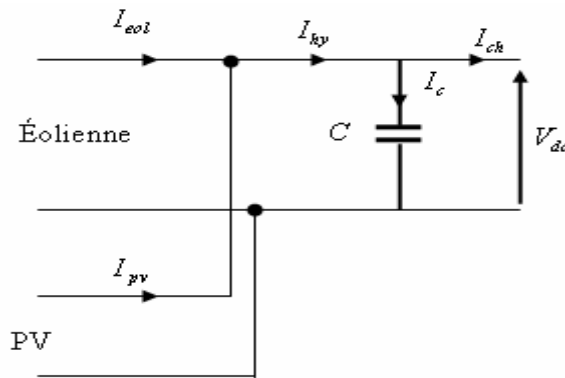 I_eol
I_hy
I_ch
I_c
Éolienne
C
V_dc
I_pv
PV